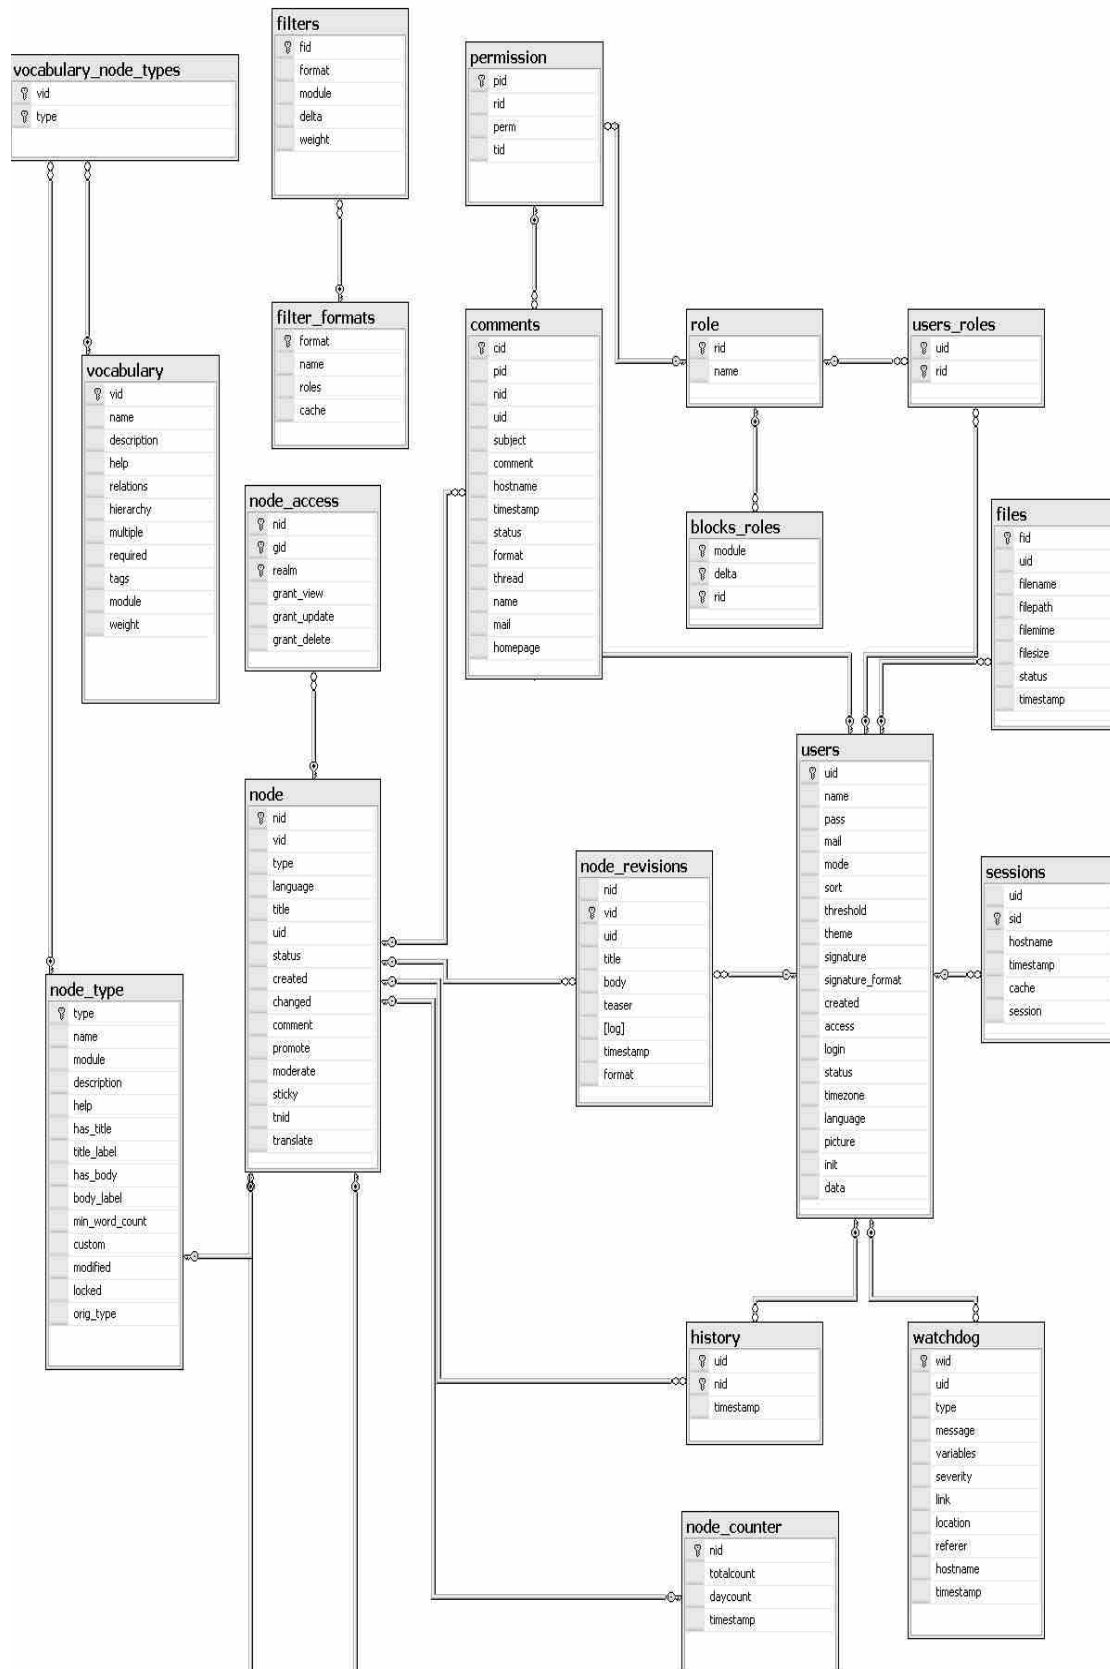 vocabulary_node_types
vid
type
filters
fid
format
module
delta
weight
permission
pid
rid
perm
tid
filter_formats
format
name
roles
cache
comments
cid
pid
nid
uid
subject
comment
hostname
timestamp
status
format
thread
name
mail
homepage
role
rid
name
users_roles
uid
rid
vocabulary
vid
name
description
help
relations
hierarchy
multiple
required
tags
module
weight
node_access
nid
gid
realm
grant_view
grant_update
grant_delete
blocks_roles
module
delta
rid
files
fid
uid
filename
filepath
filemime
filesize
status
timestamp
node
nid
vid
type
language
title
uid
status
created
changed
comment
promote
moderate
sticky
tnid
translate
users
uid
name
pass
mail
mode
sort
threshold
theme
signature
signature_format
created
access
login
status
timezone
language
picture
init
data
node_revisions
nid
vid
uid
title
body
teaser
[log]
timestamp
format
sessions
uid
sid
hostname
timestamp
cache
session
node_type
type
name
module
description
help
has_title
title_label
has_body
body_label
min_word_count
custom
modified
locked
orig_type
history
uid
nid
timestamp
watchdog
wid
uid
type
message
variables
severity
link
location
referer
hostname
timestamp
node_counter
nid
totalcount
daycount
timestamp